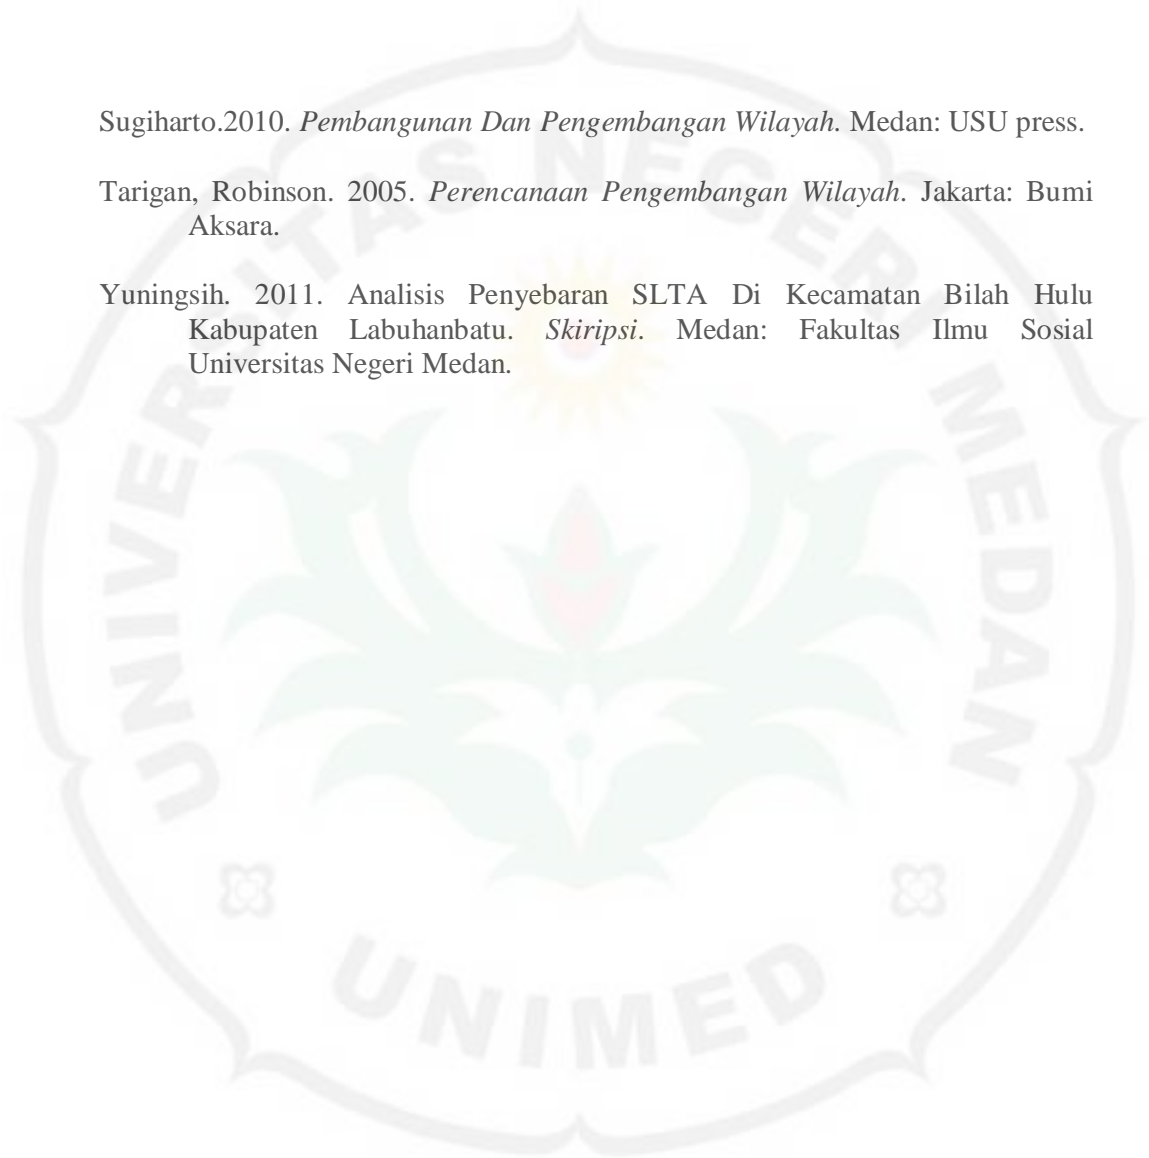 Sugiharto.2010. Pembangunan Dan Pengembangan Wilayah. Medan: USU press.
Tarigan, Robinson. 2005. Perencanaan Pengembangan Wilayah. Jakarta: Bumi
Aksara.
Yuningsih. 2011. Analisis Penyebaran SLTA Di Kecamatan Bilah Hulu
Kabupaten Labuhanbatu. Skiripsi. Medan: Fakultas Ilmu Sosial
Universitas Negeri Medan.
UNIVERSITAS NEGERI MEDAN
UNIMED